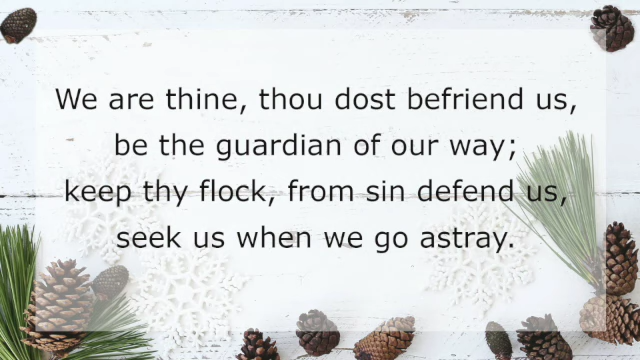 We are thine, thou dost befriend us,
be the guardian of our way;
keep thy flock, from sin defend us,
seek us when we go astray.